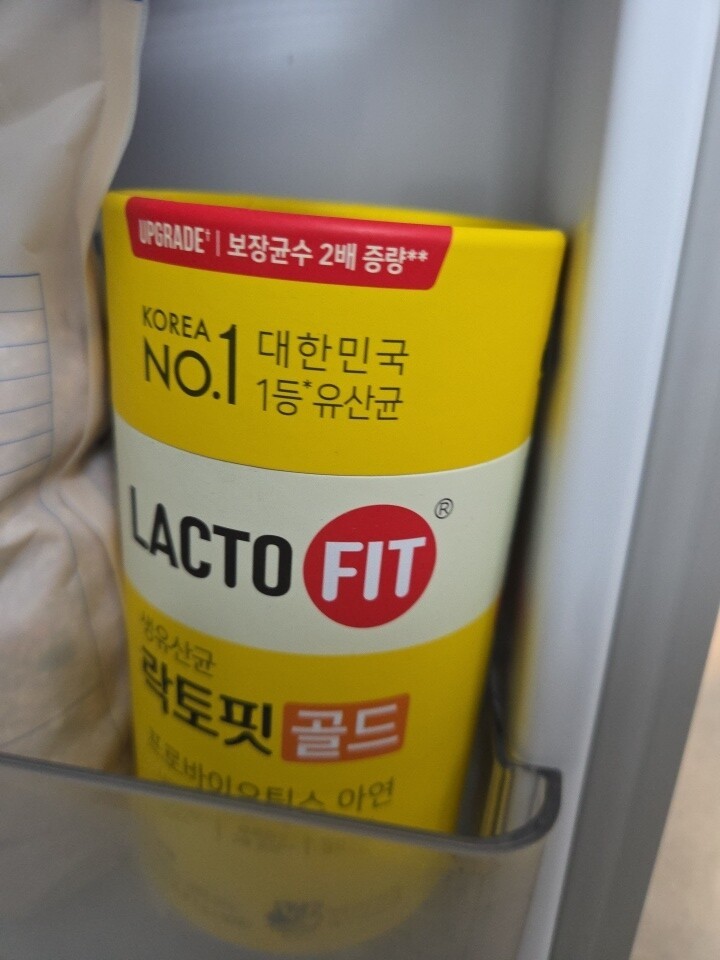 UPGRADE† | 보장균수 2배 증량**
KOREA
NO.1
대한민국
1등*유산균
LACTO FIT®
생유산균
락토핏 골드
프로바이오틱스 아연